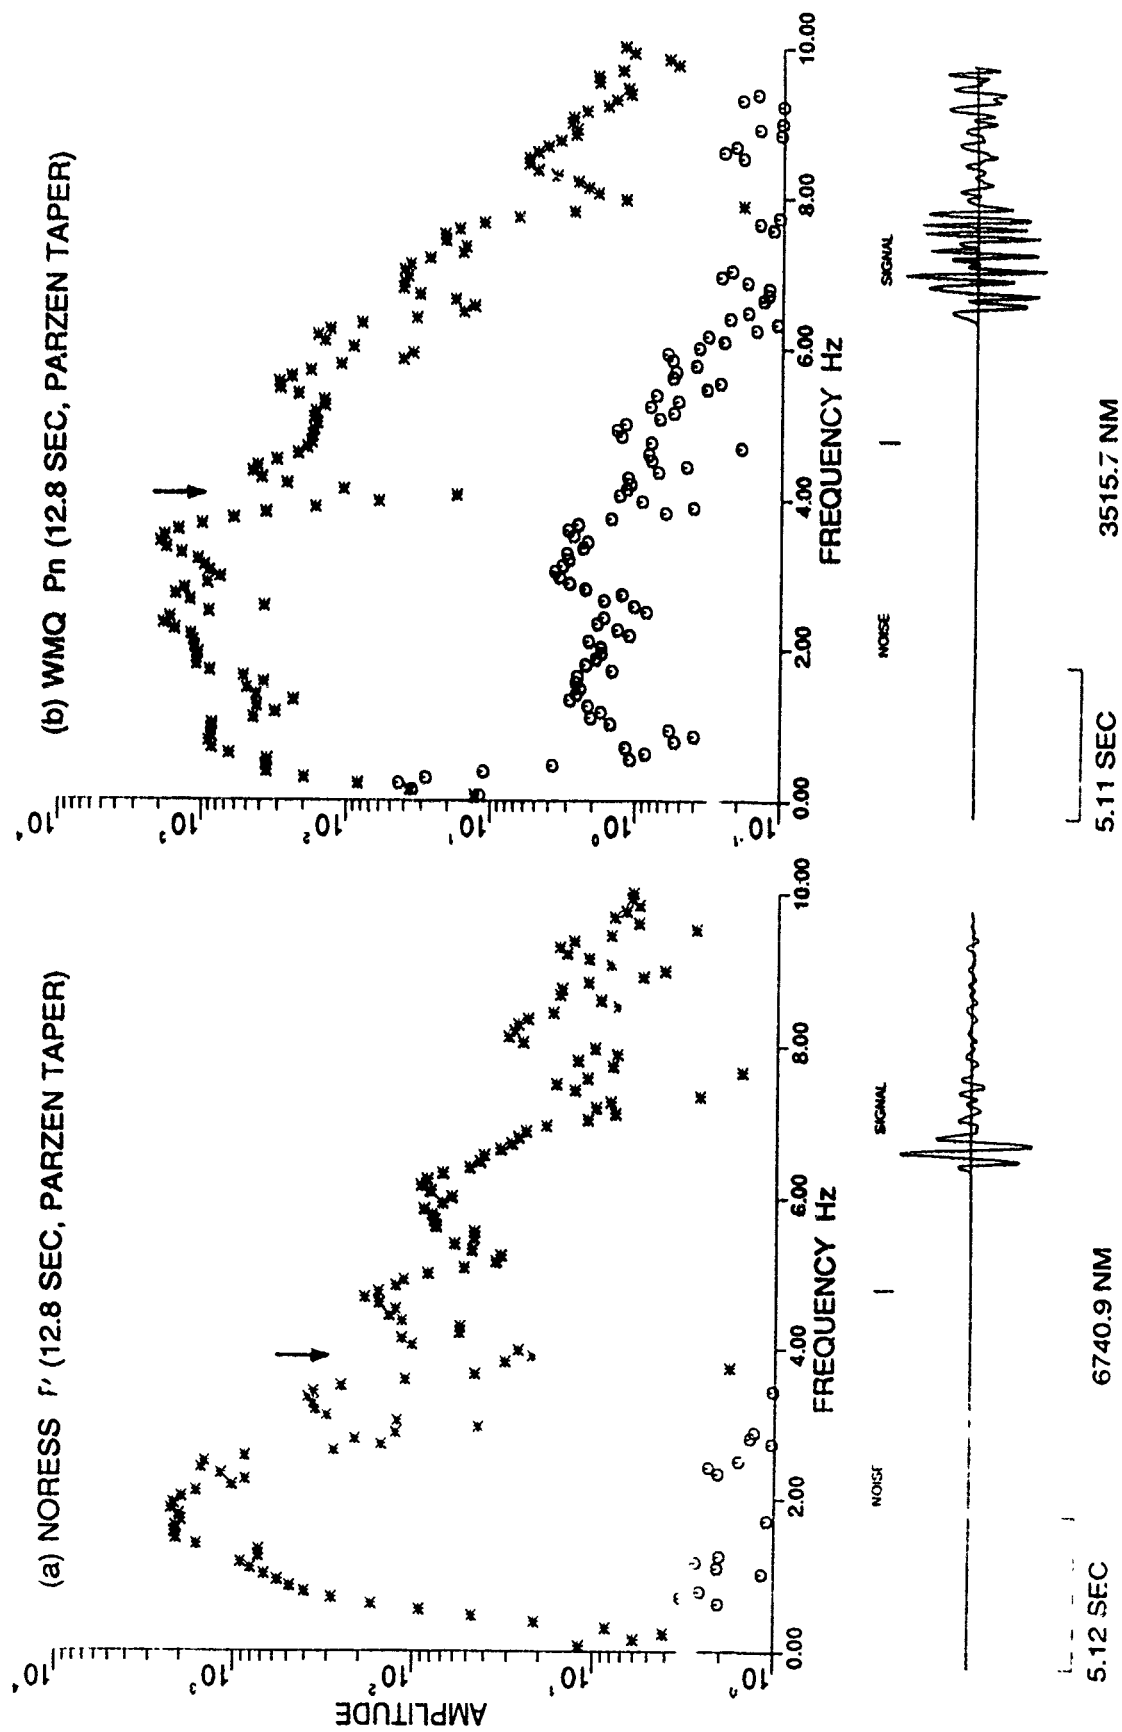 (a) NORESS P (12.8 SEC, PARZEN TAPER)
AMPLITUDE
10⁴
10³
10²
10¹
10⁰
0.00
2.00
4.00
6.00
8.00
10.00
FREQUENCY Hz
NOISE
SIGNAL
5.12 SEC
6740.9 NM
(b) WMQ Pn (12.8 SEC, PARZEN TAPER)
10⁴
10³
10²
10¹
10⁰
10⁻¹
0.00
2.00
4.00
6.00
8.00
10.00
FREQUENCY Hz
NOISE
SIGNAL
5.11 SEC
3515.7 NM